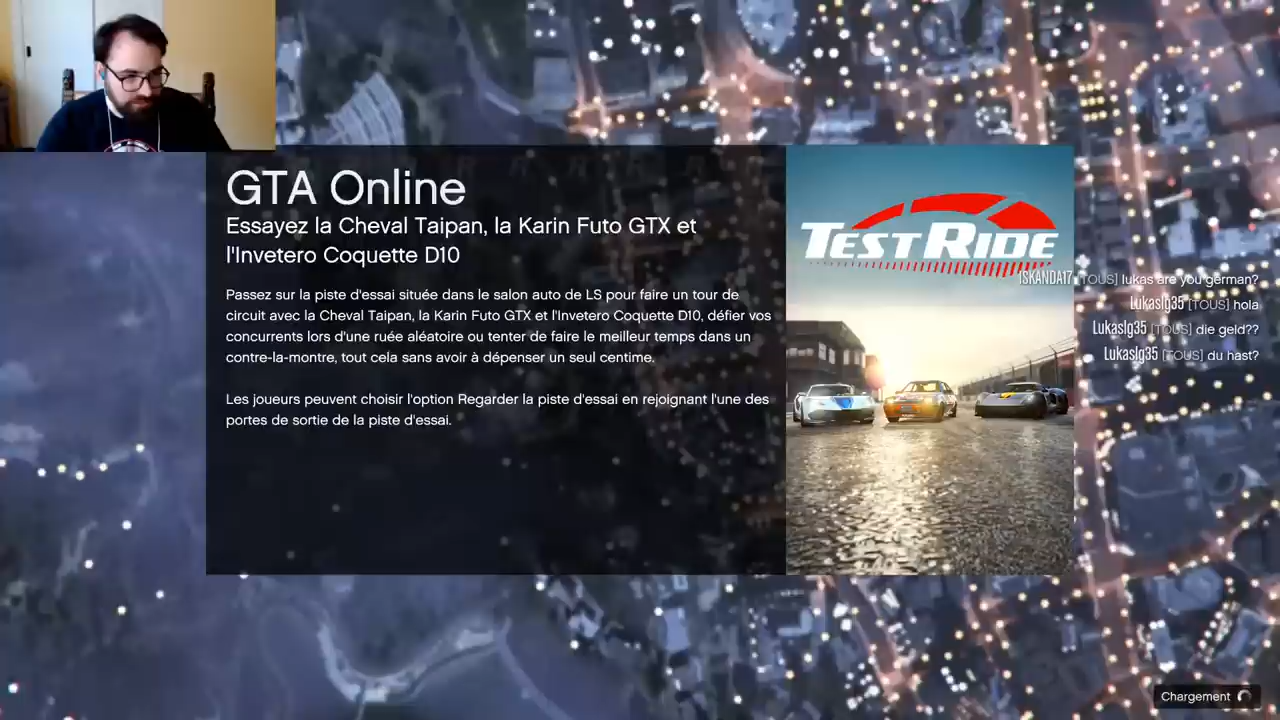 GTA Online
Essayez la Cheval Taipan, la Karin Futo GTX et
l'Invetero Coquette D10
Passez sur la piste d'essai située dans le salon auto de LS pour faire un tour de
circuit avec la Cheval Taipan, la Karin Futo GTX et l'Invetero Coquette D10, défier vos
concurrents lors d'une ruée aléatoire ou tenter de faire le meilleur temps dans un
contre-la-montre, tout cela sans avoir à dépenser un seul centime.
Les joueurs peuvent choisir l'option Regarder la piste d'essai en rejoignant l'une des
portes de sortie de la piste d'essai.
TEST RIDE
ISKANDA17 [TOUS] lukas are you german?
Lukaslg35 [TOUS] hola
Lukaslg35 [TOUS] die geld??
Lukaslg35 [TOUS] du hast?
Chargement